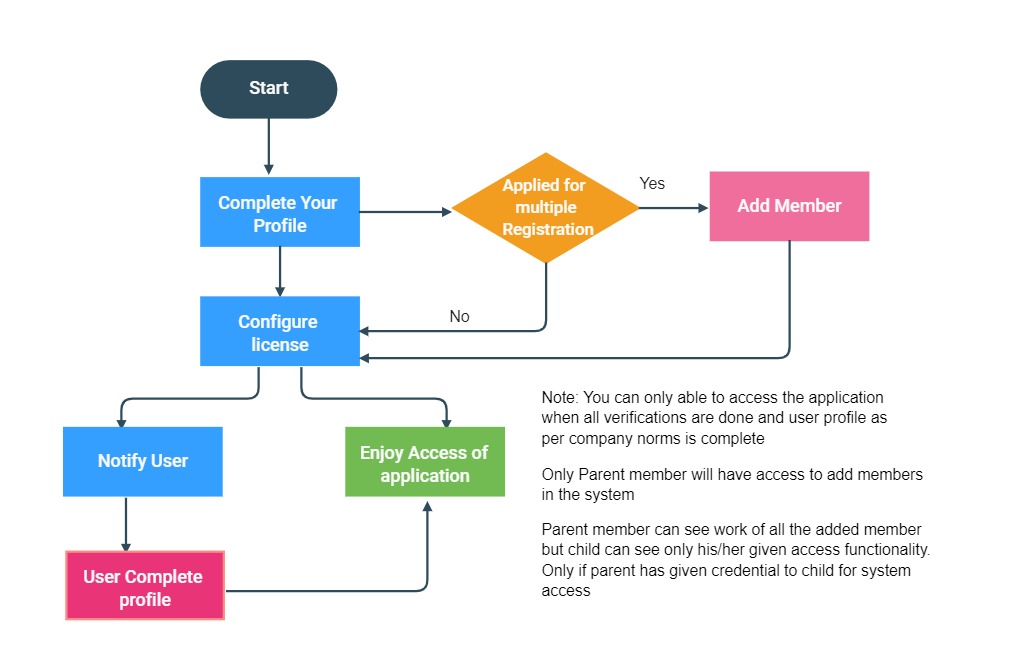 Start
Complete Your
Profile
Applied for
multiple
Registration
Yes
Add Member
Configure
license
No
Notify User
Enjoy Access of
application
User Complete
profile
Note: You can only able to access the application
when all verifications are done and user profile as
per company norms is complete
Only Parent member will have access to add members
in the system
Parent member can see work of all the added member
but child can see only his/her given access functionality.
Only if parent has given credential to child for system
access